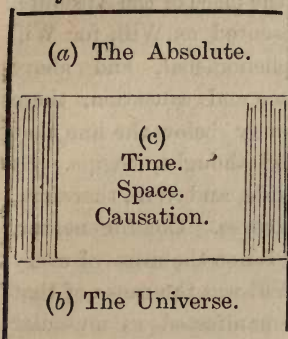 (a) The Absolute.
(c)
Time.
Space.
Causation.
(b) The Universe.